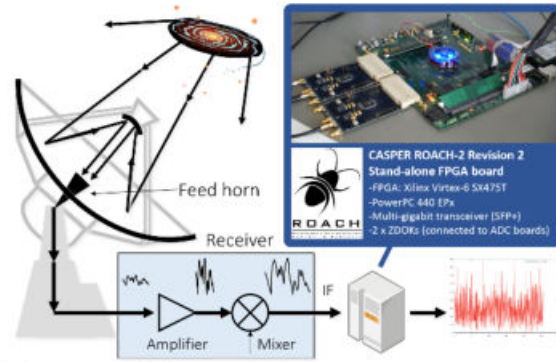 CASPER ROACH-2 Revision 2
Stand-alone FPGA board
-FPGA: Xilinx Virtex-6 SX475T
-PowerPC 440 EPx
-Multi-gigabit transceiver (SFP+)
-2 x ZDOKs (connected to ADC boards)
ROACH
Feed horn
Receiver
IF
Amplifier
Mixer